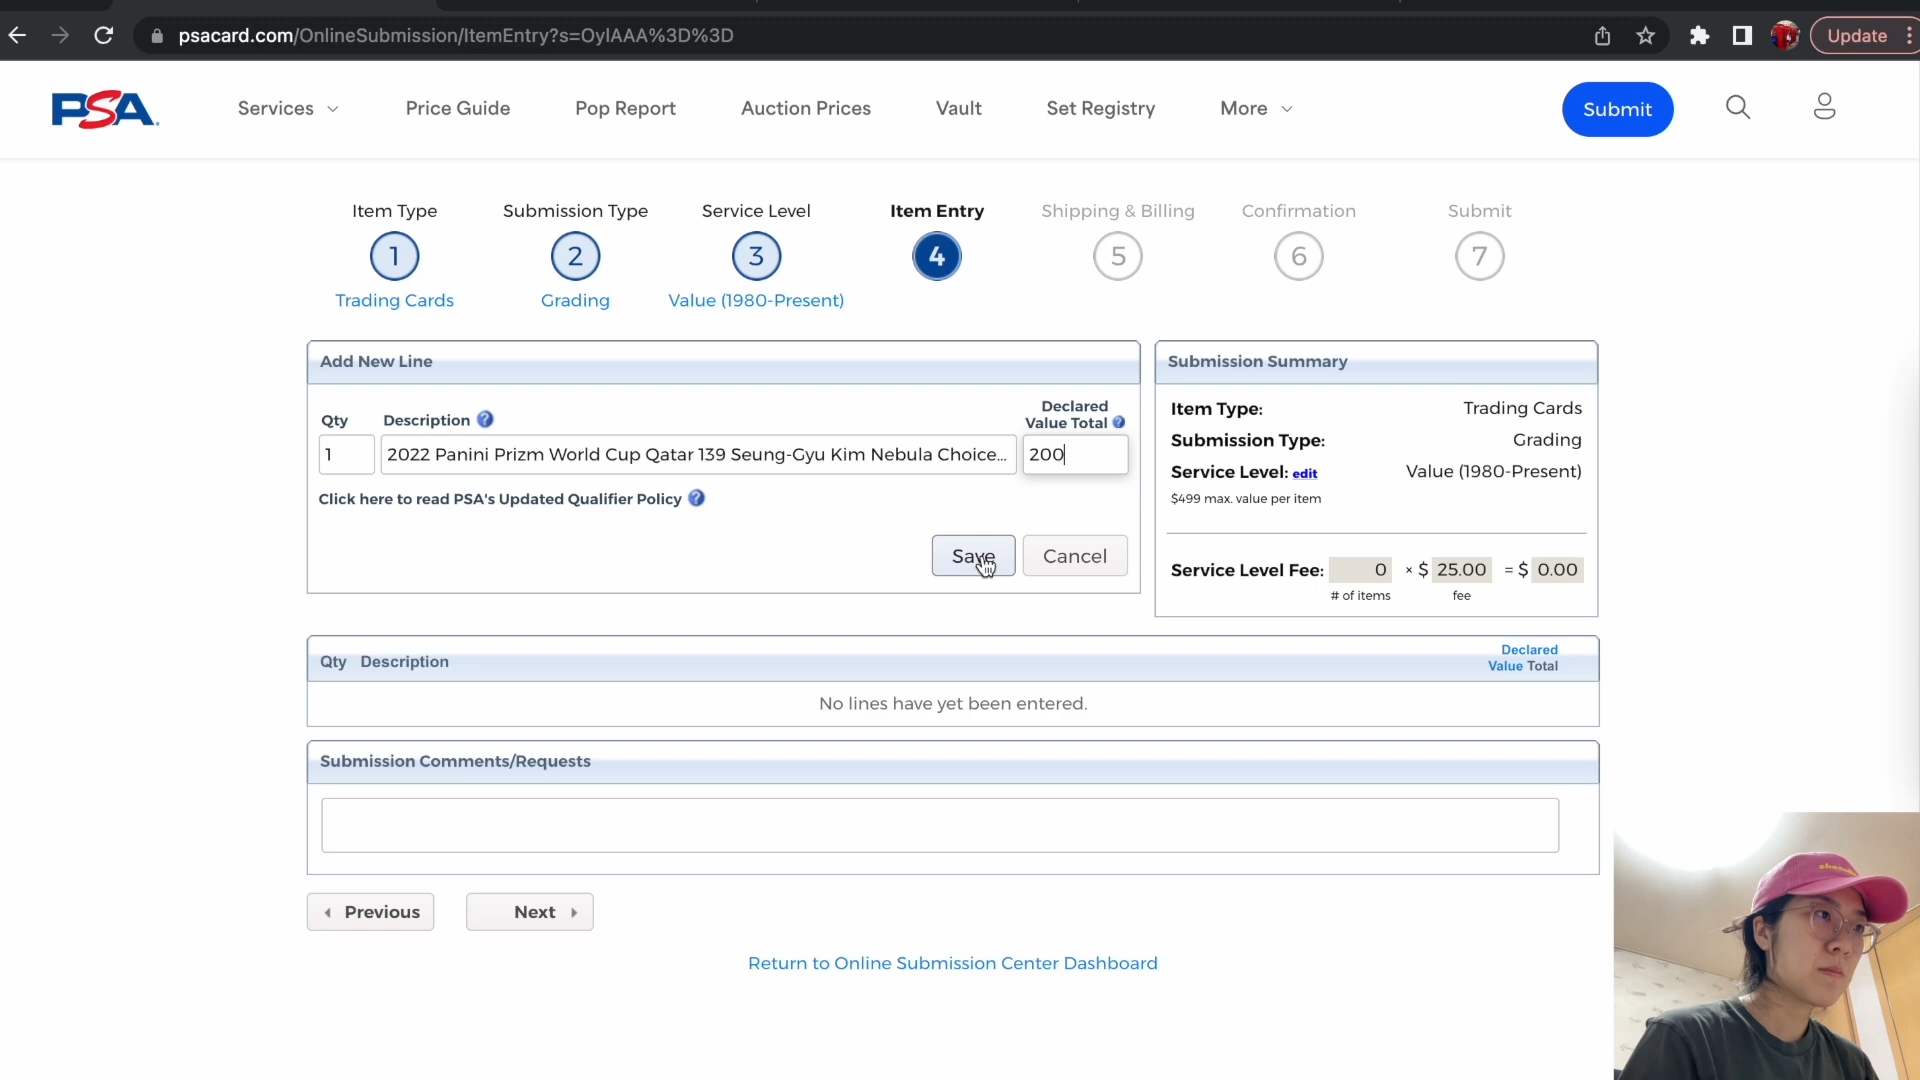 psacard.com/OnlineSubmission/ItemEntry?s=OyIAAA%3D%3D
Update
PSA
Services
Price Guide
Pop Report
Auction Prices
Vault
Set Registry
More
Submit
Item Type
Submission Type
Service Level
Item Entry
Shipping & Billing
Confirmation
Submit
1
2
3
4
5
6
7
Trading Cards
Grading
Value (1980-Present)
Add New Line
Qty
Description ?
Declared
Value Total ?
1
2022 Panini Prizm World Cup Qatar 139 Seung-Gyu Kim Nebula Choice...
200
Click here to read PSA's Updated Qualifier Policy ?
Save
Cancel
Submission Summary
Item Type: Trading Cards
Submission Type: Grading
Service Level: edit Value (1980-Present)
$499 max. value per item
Service Level Fee: 0 × $ 25.00 = $ 0.00
# of items fee
Qty Description
Declared
Value Total
No lines have yet been entered.
Submission Comments/Requests
Previous
Next
Return to Online Submission Center Dashboard